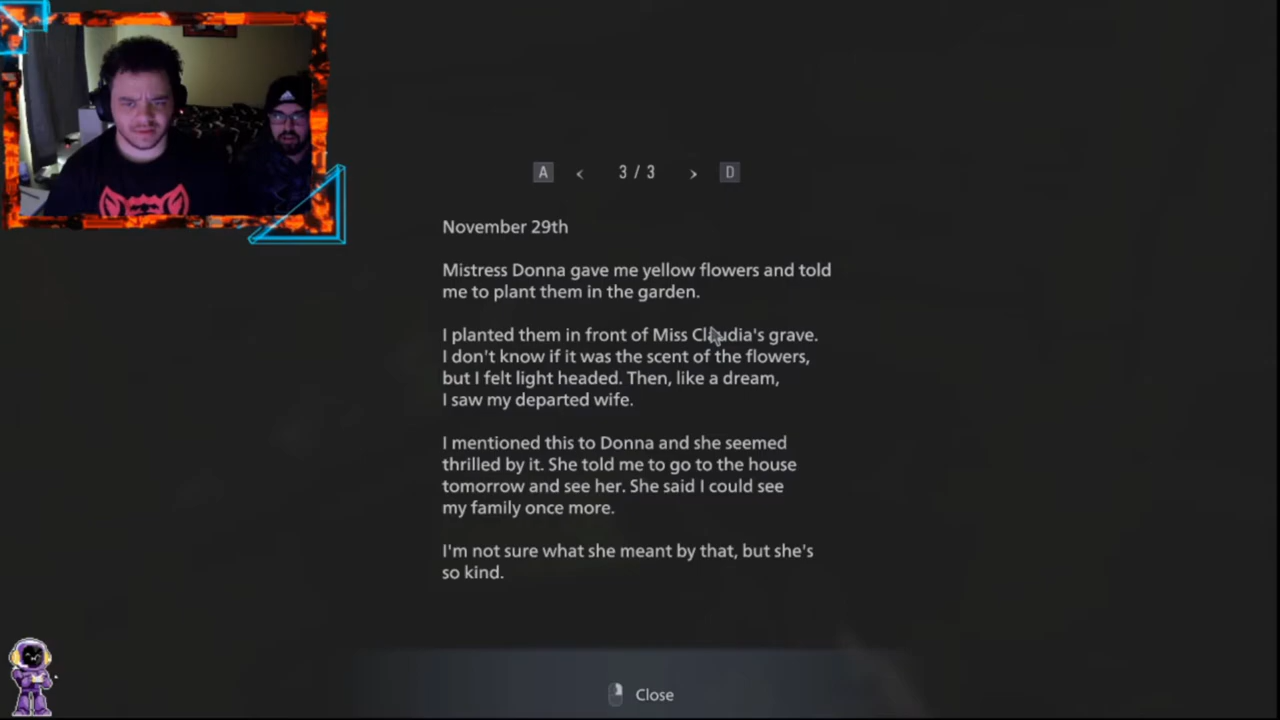 A < 3 / 3 > D
November 29th
Mistress Donna gave me yellow flowers and told
me to plant them in the garden.
I planted them in front of Miss Claudia's grave.
I don't know if it was the scent of the flowers,
but I felt light headed. Then, like a dream,
I saw my departed wife.
I mentioned this to Donna and she seemed
thrilled by it. She told me to go to the house
tomorrow and see her. She said I could see
my family once more.
I'm not sure what she meant by that, but she's
so kind.
Close